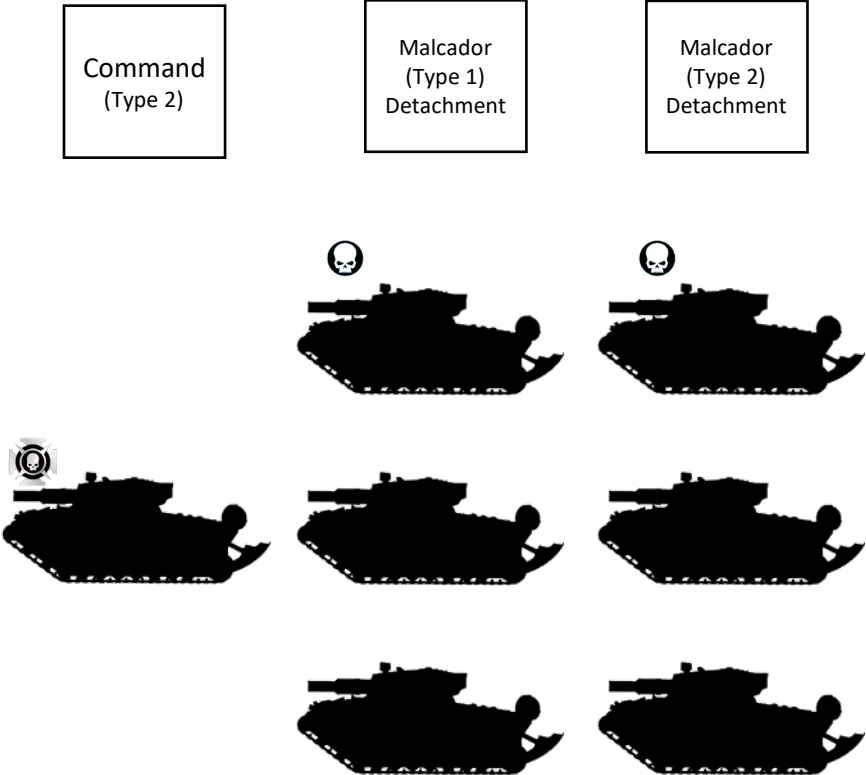 Command
(Type 2)
Malcador
(Type 1)
Detachment
Malcador
(Type 2)
Detachment